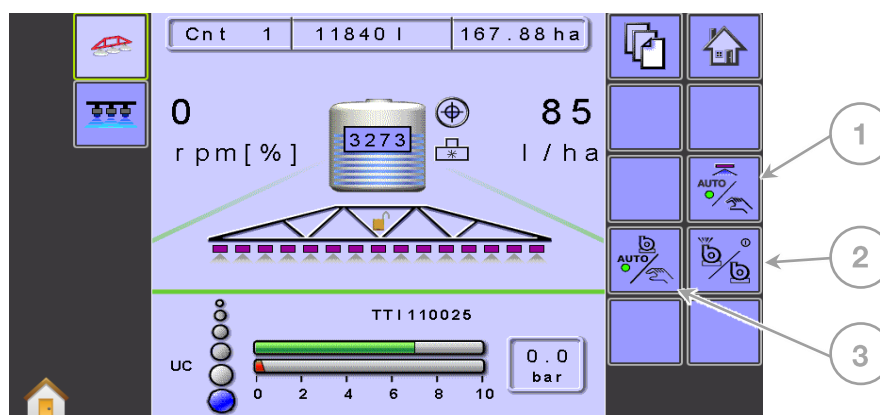 Cnt 1 11840 l 167.88 ha
0 85
rpm[%] 3273 l/ha
AUTO
AUTO
TTI110025
UC
0 2 4 6 8 10
0.0
bar
1
2
3